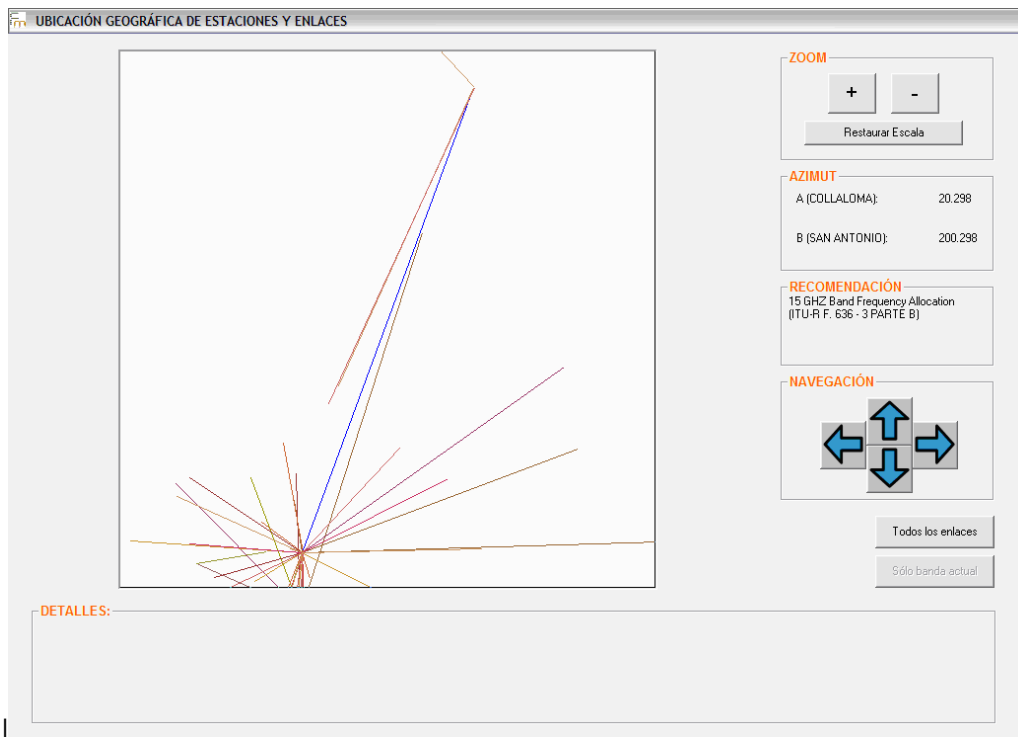 UBICACIÓN GEOGRÁFICA DE ESTACIONES Y ENLACES
ZOOM
+ -
Restaurar Escala
AZIMUT
A (COLLALOMA): 20.298
B (SAN ANTONIO): 200.298
RECOMENDACIÓN
15 GHZ Band Frequency Allocation
(ITU-R F. 636 - 3 PARTE B)
NAVEGACIÓN
Todos los enlaces
Sólo banda actual
DETALLES: